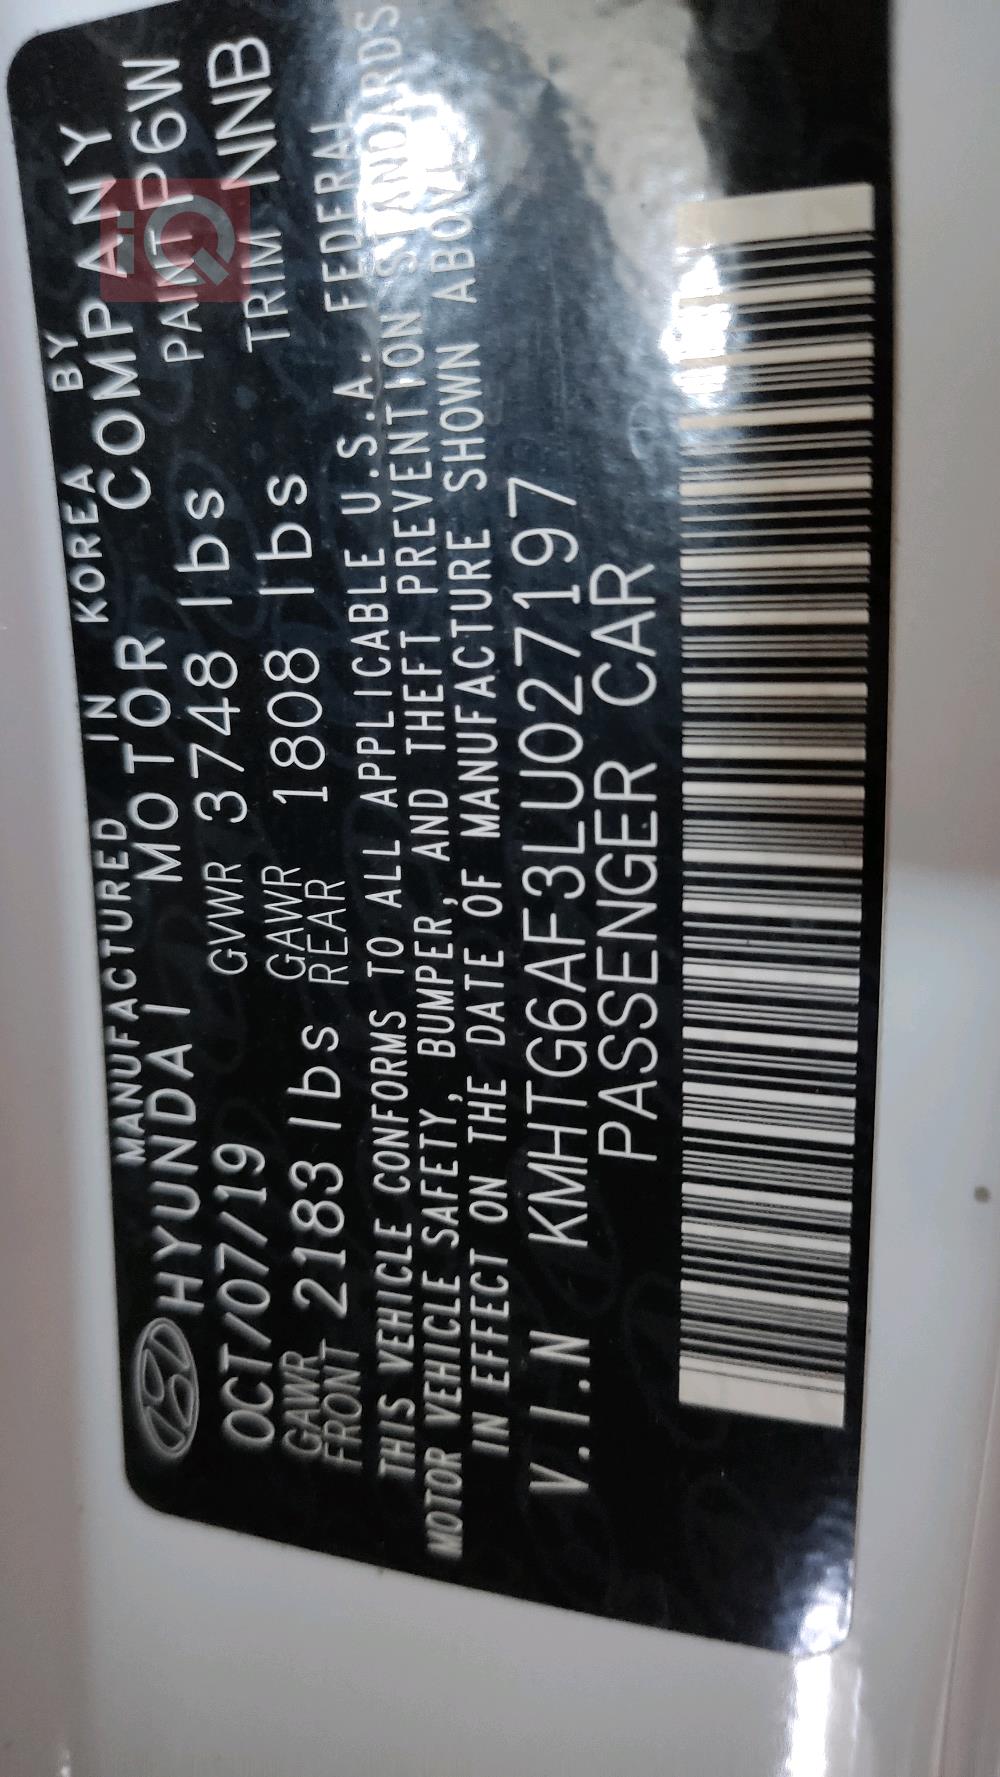 MANUFACTURED IN KOREA BY
HYUNDAI MOTOR COMPANY
OCT/07/19 GVWR 3748 lbs PAINT P6W
GAWR FRONT 2183 lbs GAWR REAR 1808 lbs TRIM NNB
THIS VEHICLE CONFORMS TO ALL APPLICABLE U.S.A. FEDERAL
MOTOR VEHICLE SAFETY, BUMPER, AND THEFT PREVENTION STANDARDS
IN EFFECT ON THE DATE OF MANUFACTURE SHOWN ABOVE
V.I.N KMHTG6AF3LU027197
PASSENGER CAR
iQ